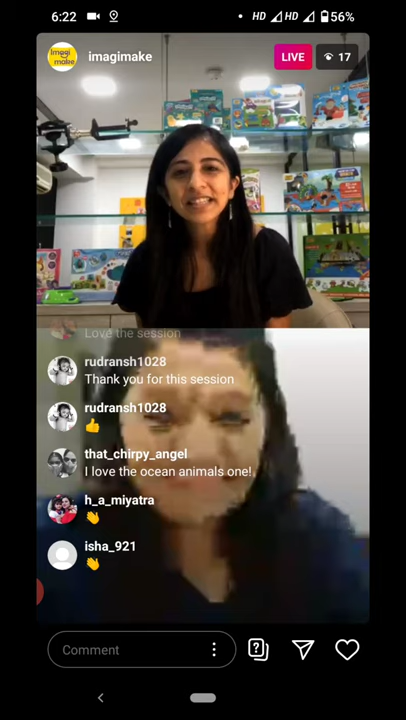 6:22
HD HD 56%
imagi
make
imagimake
LIVE
17
Love the session
rudransh1028
Thank you for this session
rudransh1028
👍
that_chirpy_angel
I love the ocean animals one!
h_a_miyatra
👏
isha_921
👏
Comment